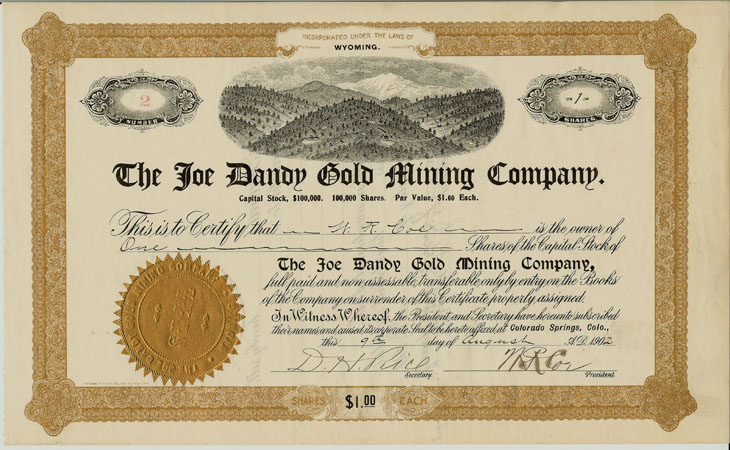 INCORPORATED UNDER THE LAWS OF
WYOMING.
2
NUMBER
1
SHARES
The Joe Dandy Gold Mining Company.
Capital Stock, $100,000. 100,000 Shares. Par Value, $1.00 Each.
This is to Certify that W. R. Coe is the owner of
One Shares of the Capital Stock of
The Joe Dandy Gold Mining Company,
full paid and non assessable, transferable only by entry on the Books
of the Company on surrender of this Certificate properly assigned.
In Witness Whereof, the President and Secretary have hereunto subscribed
their names and caused its corporate Seal to be hereto affixed at Colorado Springs, Colo.,
this 9th day of August A.D. 1902
D. H. Rice
Secretary.
President.
SHARES $1.00 EACH